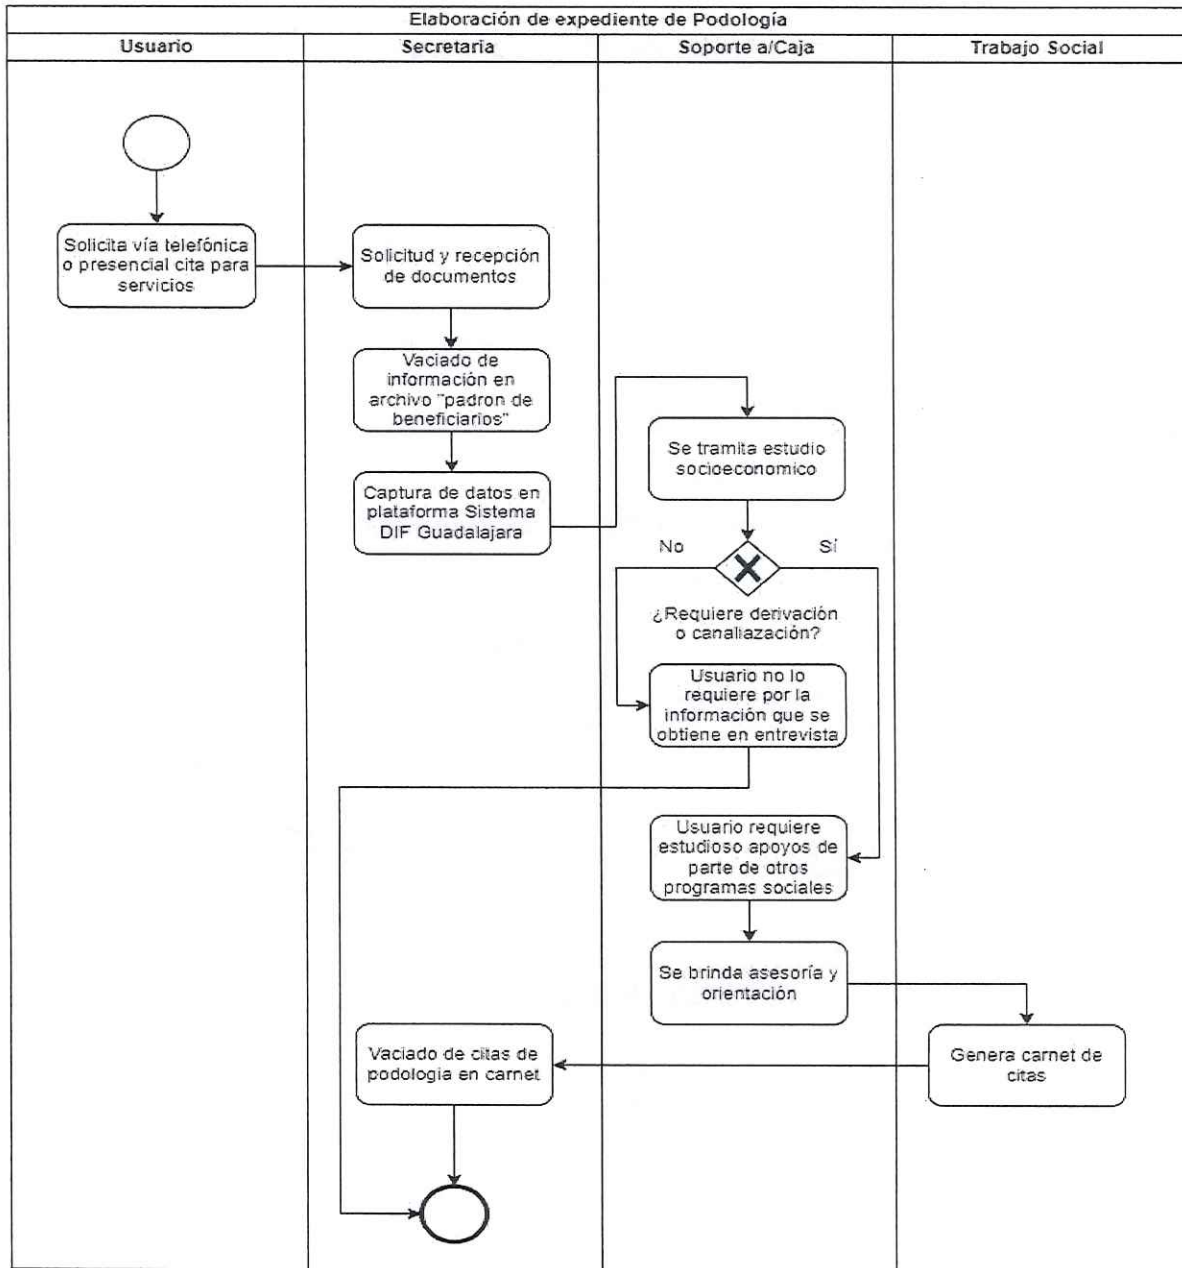 Elaboración de expediente de Podología
Usuario
Secretaria
Soporte a/Caja
Trabajo Social
Solicita vía telefónica
o presencial cita para
servicios
Solicitud y recepción
de documentos
Vaciado de
información en
archivo "padron de
beneficiarios"
Captura de datos en
plataforma Sistema
DIF Guadalajara
Se tramita estudio
socioeconomico
No
Sí
¿Requiere derivación
o canaliazación?
Usuario no lo
requiere por la
información que se
obtiene en entrevista
Usuario requiere
estudioso apoyos de
parte de otros
programas sociales
Se brinda asesoría y
orientación
Genera carnet de
citas
Vaciado de citas de
podologia en carnet